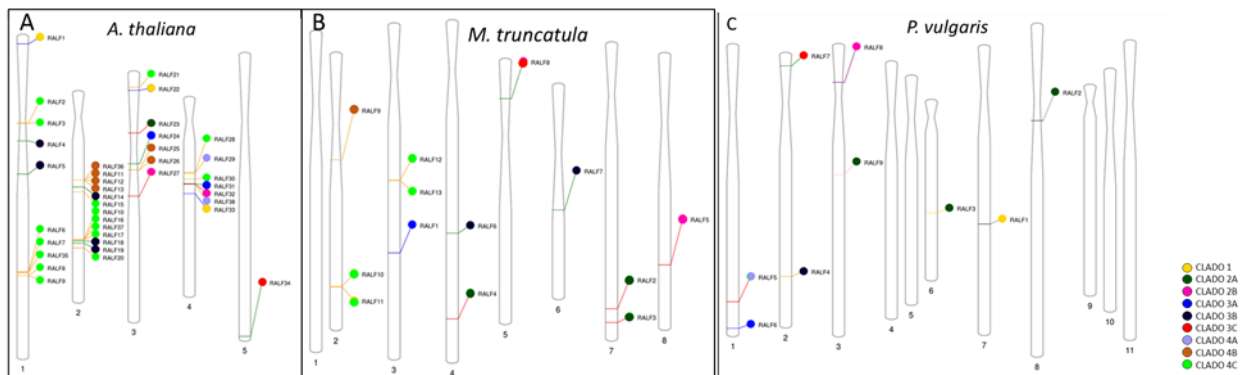 A
A. thaliana
RALF1
RALF2
RALF3
RALF4
RALF5
RALF6
RALF7
RALF35
RALF8
RALF9
1
RALF36
RALF11
RALF12
RALF13
RALF14
RALF15
RALF10
RALF16
RALF37
RALF17
RALF18
RALF19
RALF20
2
RALF21
RALF22
RALF23
RALF24
RALF25
RALF26
RALF27
3
RALF28
RALF29
RALF30
RALF31
RALF32
RALF38
RALF33
4
RALF34
5
B
M. truncatula
1
RALF9
RALF10
RALF11
2
RALF12
RALF13
RALF1
3
RALF6
RALF4
4
RALF8
5
RALF7
6
RALF2
RALF3
7
RALF5
8
C
P. vulgaris
RALF5
RALF6
1
RALF7
RALF4
2
RALF8
RALF9
3
4
5
RALF3
6
RALF1
7
RALF2
8
9
10
11
CLADO 1
CLADO 2A
CLADO 2B
CLADO 3A
CLADO 3B
CLADO 3C
CLADO 4A
CLADO 4B
CLADO 4C